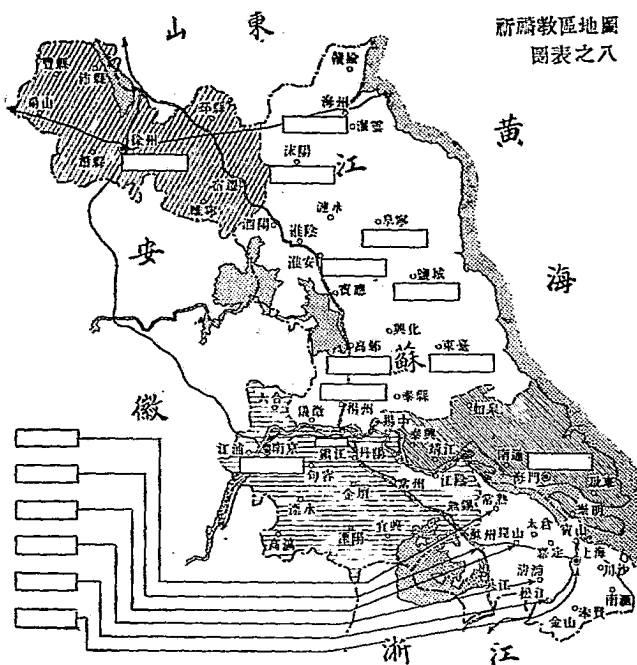 東
山
祈禱教區地圖
圖表之八
黃
海
江
蘇
安
徽
浙
江
贛榆
豐縣
沛縣
碭山
邳縣
海州
灌雲
徐州
蕭縣
沭陽
宿遷
睢寧
泗陽
漣水
淮陰
阜寧
淮安
鹽城
寶應
興化
高郵
東臺
泰縣
六合
儀徵
揚州
揚中
泰興
如皋
靖江
南通
海門
啟東
崇明
江浦
南京
鎮江
丹陽
句容
金壇
常州
江陰
無錫
常熟
溧水
宜興
溧陽
高淳
蘇州
崑山
太倉
寶山
嘉定
上海
川沙
青浦
吳江
松江
南滙
奉賢
金山